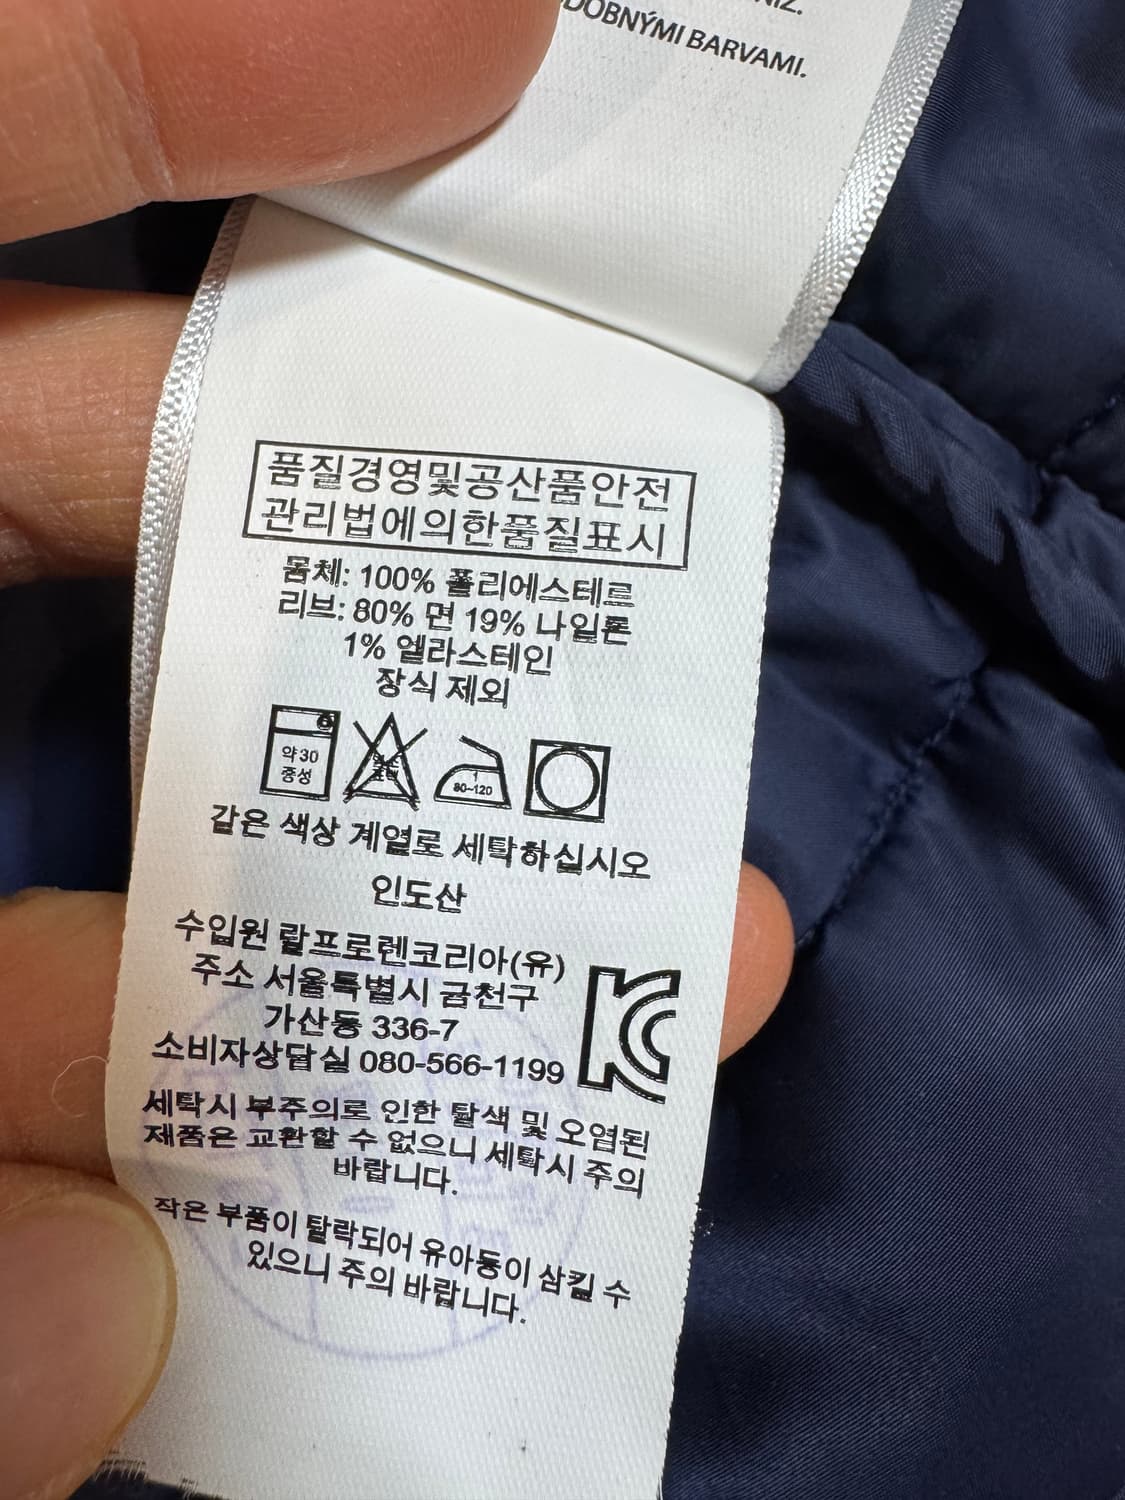 DOBNÝMI BARVAMI.
품질경영및공산품안전
관리법에의한품질표시
몸체: 100% 폴리에스테르
리브: 80% 면 19% 나일론
1% 엘라스테인
장식 제외
약 30
중성
1
80~120
같은 색상 계열로 세탁하십시오
인도산
수입원 랄프로렌코리아(유)
주소 서울특별시 금천구
가산동 336-7
소비자상담실 080-566-1199
세탁시 부주의로 인한 탈색 및 오염된
제품은 교환할 수 없으니 세탁시 주의
바랍니다.
작은 부품이 탈락되어 유아등이 삼킬 수
있으니 주의 바랍니다.